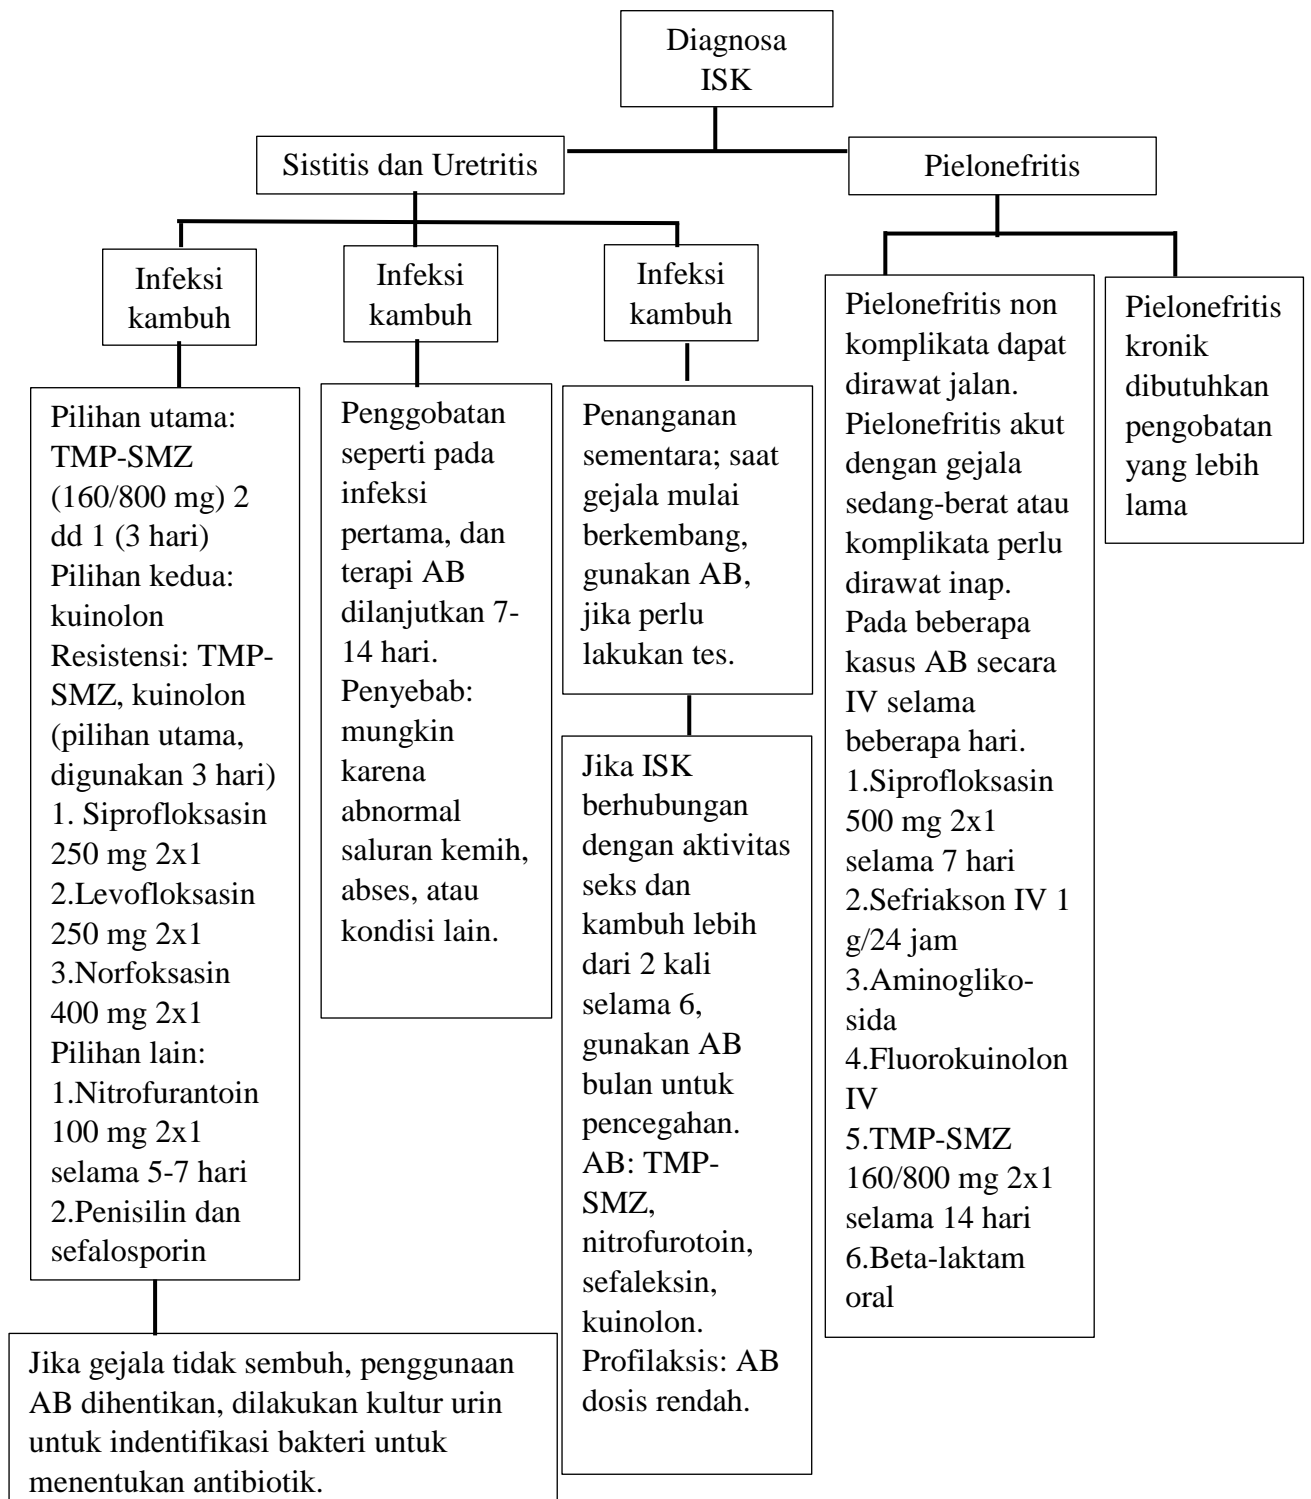 Diagnosa
ISK
Sistitis dan Uretritis
Pielonefritis
Infeksi
kambuh
Infeksi
kambuh
Infeksi
kambuh
Pilihan utama:
TMP-SMZ
(160/800 mg) 2
dd 1 (3 hari)
Pilihan kedua:
kuinolon
Resistensi: TMP-
SMZ, kuinolon
(pilihan utama,
digunakan 3 hari)
1. Siprofloksasin
250 mg 2x1
2.Levofloksasin
250 mg 2x1
3.Norfoksasin
400 mg 2x1
Pilihan lain:
1.Nitrofurantoin
100 mg 2x1
selama 5-7 hari
2.Penisilin dan
sefalosporin
Jika gejala tidak sembuh, penggunaan
AB dihentikan, dilakukan kultur urin
untuk indentifikasi bakteri untuk
menentukan antibiotik.
Penggobatan
seperti pada
infeksi
pertama, dan
terapi AB
dilanjutkan 7-
14 hari.
Penyebab:
mungkin
karena
abnormal
saluran kemih,
abses, atau
kondisi lain.
Penanganan
sementara; saat
gejala mulai
berkembang,
gunakan AB,
jika perlu
lakukan tes.
Jika ISK
berhubungan
dengan aktivitas
seks dan
kambuh lebih
dari 2 kali
selama 6,
gunakan AB
bulan untuk
pencegahan.
AB: TMP-
SMZ,
nitrofurotoin,
sefaleksin,
kuinolon.
Profilaksis: AB
dosis rendah.
Pielonefritis non
komplikata dapat
dirawat jalan.
Pielonefritis akut
dengan gejala
sedang-berat atau
komplikata perlu
dirawat inap.
Pada beberapa
kasus AB secara
IV selama
beberapa hari.
1.Siprofloksasin
500 mg 2x1
selama 7 hari
2.Sefriakson IV 1
g/24 jam
3.Aminogliko-
sida
4.Fluorokuinolon
IV
5.TMP-SMZ
160/800 mg 2x1
selama 14 hari
6.Beta-laktam
oral
Pielonefritis
kronik
dibutuhkan
pengobatan
yang lebih
lama